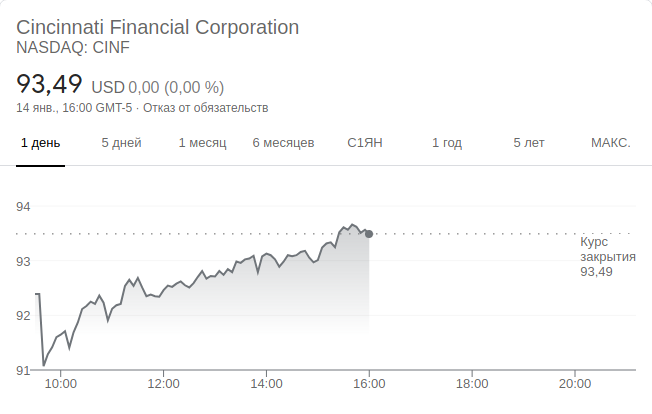 Cincinnati Financial Corporation
NASDAQ: CINF
93,49 USD 0,00 (0,00 %)
14 янв., 16:00 GMT-5 · Отказ от обязательств
1 день 5 дней 1 месяц 6 месяцев С1ЯН 1 год 5 лет МАКС.
94
Курс
закрытия
93,49
93
92
91
10:00 12:00 14:00 16:00 18:00 20:00